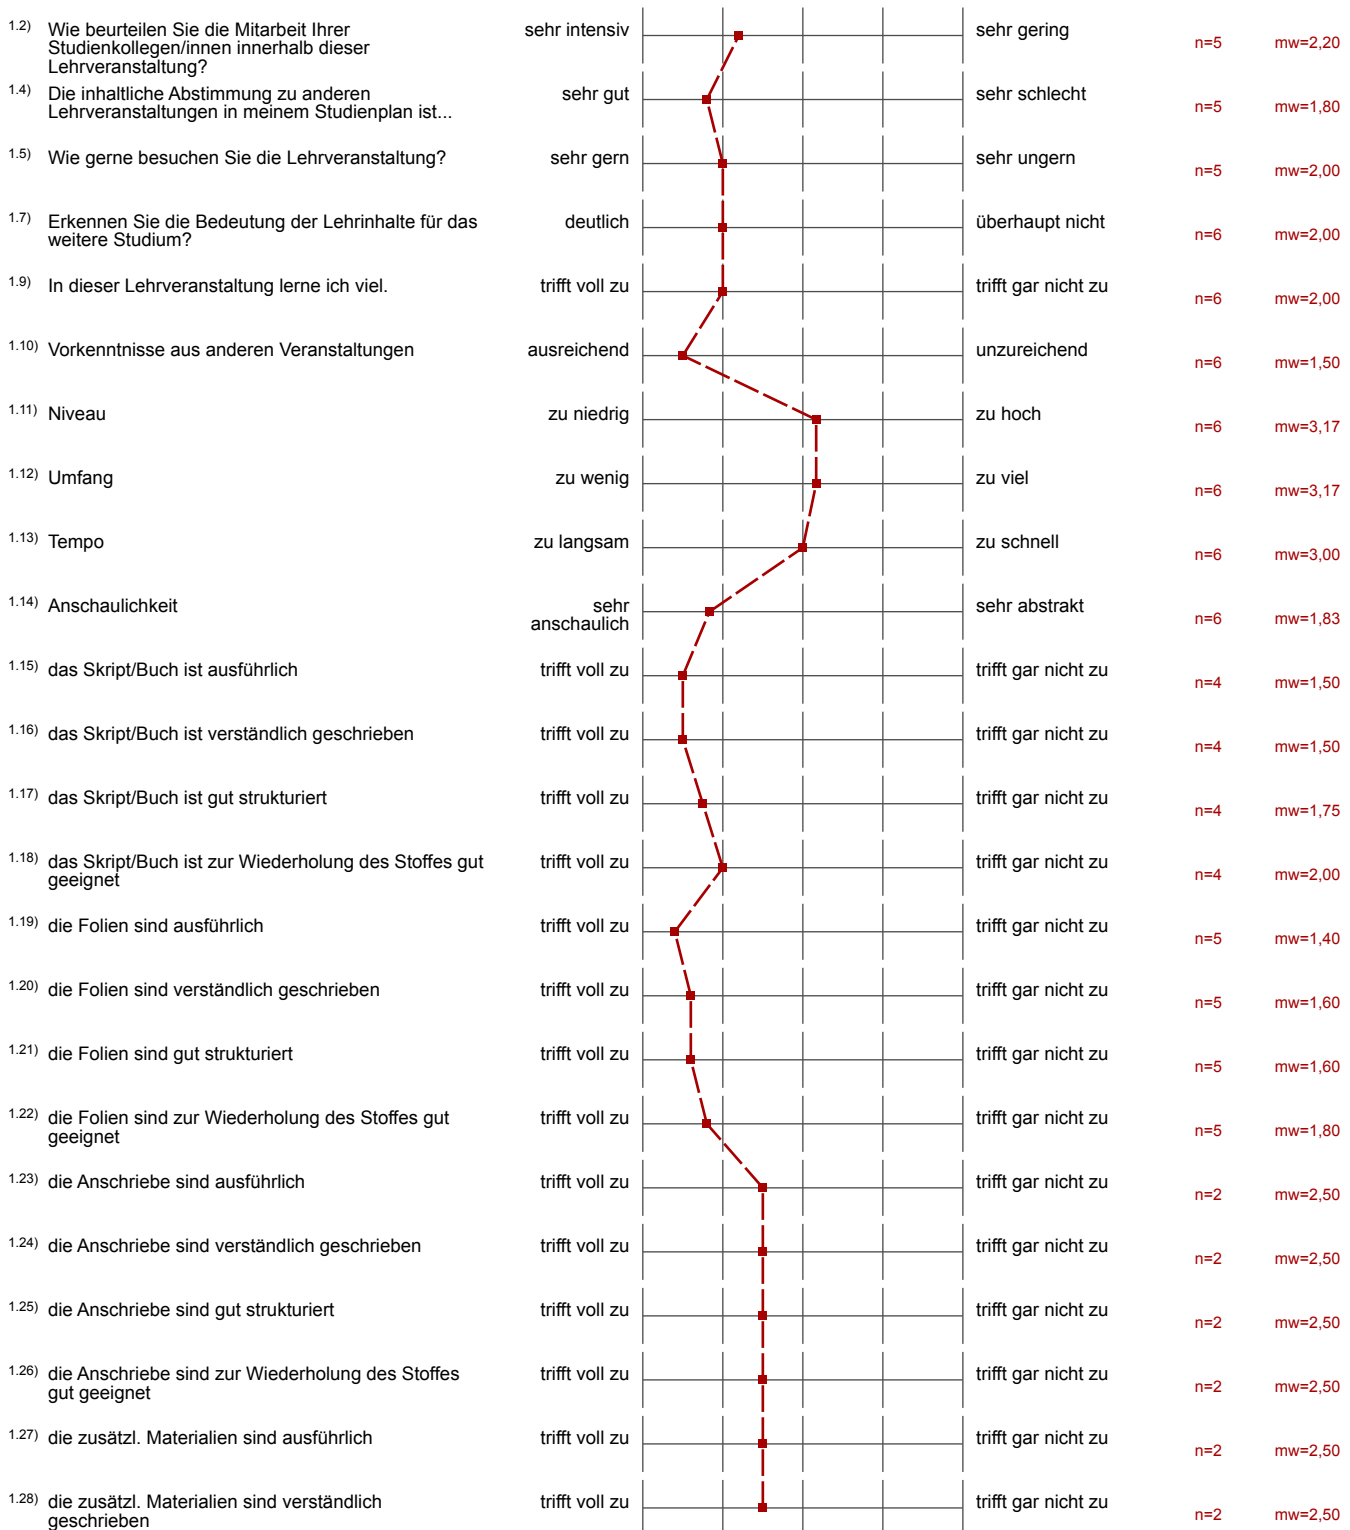 1.2) Wie beurteilen Sie die Mitarbeit Ihrer
Studienkollegen/innen innerhalb dieser
Lehrveranstaltung?
sehr intensiv
sehr gering
n=5 mw=2,20
1.4) Die inhaltliche Abstimmung zu anderen
Lehrveranstaltungen in meinem Studienplan ist...
sehr gut
sehr schlecht
n=5 mw=1,80
1.5) Wie gerne besuchen Sie die Lehrveranstaltung?
sehr gern
sehr ungern
n=5 mw=2,00
1.7) Erkennen Sie die Bedeutung der Lehrinhalte für das
weitere Studium?
deutlich
überhaupt nicht
n=6 mw=2,00
1.9) In dieser Lehrveranstaltung lerne ich viel.
trifft voll zu
trifft gar nicht zu
n=6 mw=2,00
1.10) Vorkenntnisse aus anderen Veranstaltungen
ausreichend
unzureichend
n=6 mw=1,50
1.11) Niveau
zu niedrig
zu hoch
n=6 mw=3,17
1.12) Umfang
zu wenig
zu viel
n=6 mw=3,17
1.13) Tempo
zu langsam
zu schnell
n=6 mw=3,00
1.14) Anschaulichkeit
sehr
anschaulich
sehr abstrakt
n=6 mw=1,83
1.15) das Skript/Buch ist ausführlich
trifft voll zu
trifft gar nicht zu
n=4 mw=1,50
1.16) das Skript/Buch ist verständlich geschrieben
trifft voll zu
trifft gar nicht zu
n=4 mw=1,50
1.17) das Skript/Buch ist gut strukturiert
trifft voll zu
trifft gar nicht zu
n=4 mw=1,75
1.18) das Skript/Buch ist zur Wiederholung des Stoffes gut
geeignet
trifft voll zu
trifft gar nicht zu
n=4 mw=2,00
1.19) die Folien sind ausführlich
trifft voll zu
trifft gar nicht zu
n=5 mw=1,40
1.20) die Folien sind verständlich geschrieben
trifft voll zu
trifft gar nicht zu
n=5 mw=1,60
1.21) die Folien sind gut strukturiert
trifft voll zu
trifft gar nicht zu
n=5 mw=1,60
1.22) die Folien sind zur Wiederholung des Stoffes gut
geeignet
trifft voll zu
trifft gar nicht zu
n=5 mw=1,80
1.23) die Anschriebe sind ausführlich
trifft voll zu
trifft gar nicht zu
n=2 mw=2,50
1.24) die Anschriebe sind verständlich geschrieben
trifft voll zu
trifft gar nicht zu
n=2 mw=2,50
1.25) die Anschriebe sind gut strukturiert
trifft voll zu
trifft gar nicht zu
n=2 mw=2,50
1.26) die Anschriebe sind zur Wiederholung des Stoffes
gut geeignet
trifft voll zu
trifft gar nicht zu
n=2 mw=2,50
1.27) die zusätzl. Materialien sind ausführlich
trifft voll zu
trifft gar nicht zu
n=2 mw=2,50
1.28) die zusätzl. Materialien sind verständlich
geschrieben
trifft voll zu
trifft gar nicht zu
n=2 mw=2,50